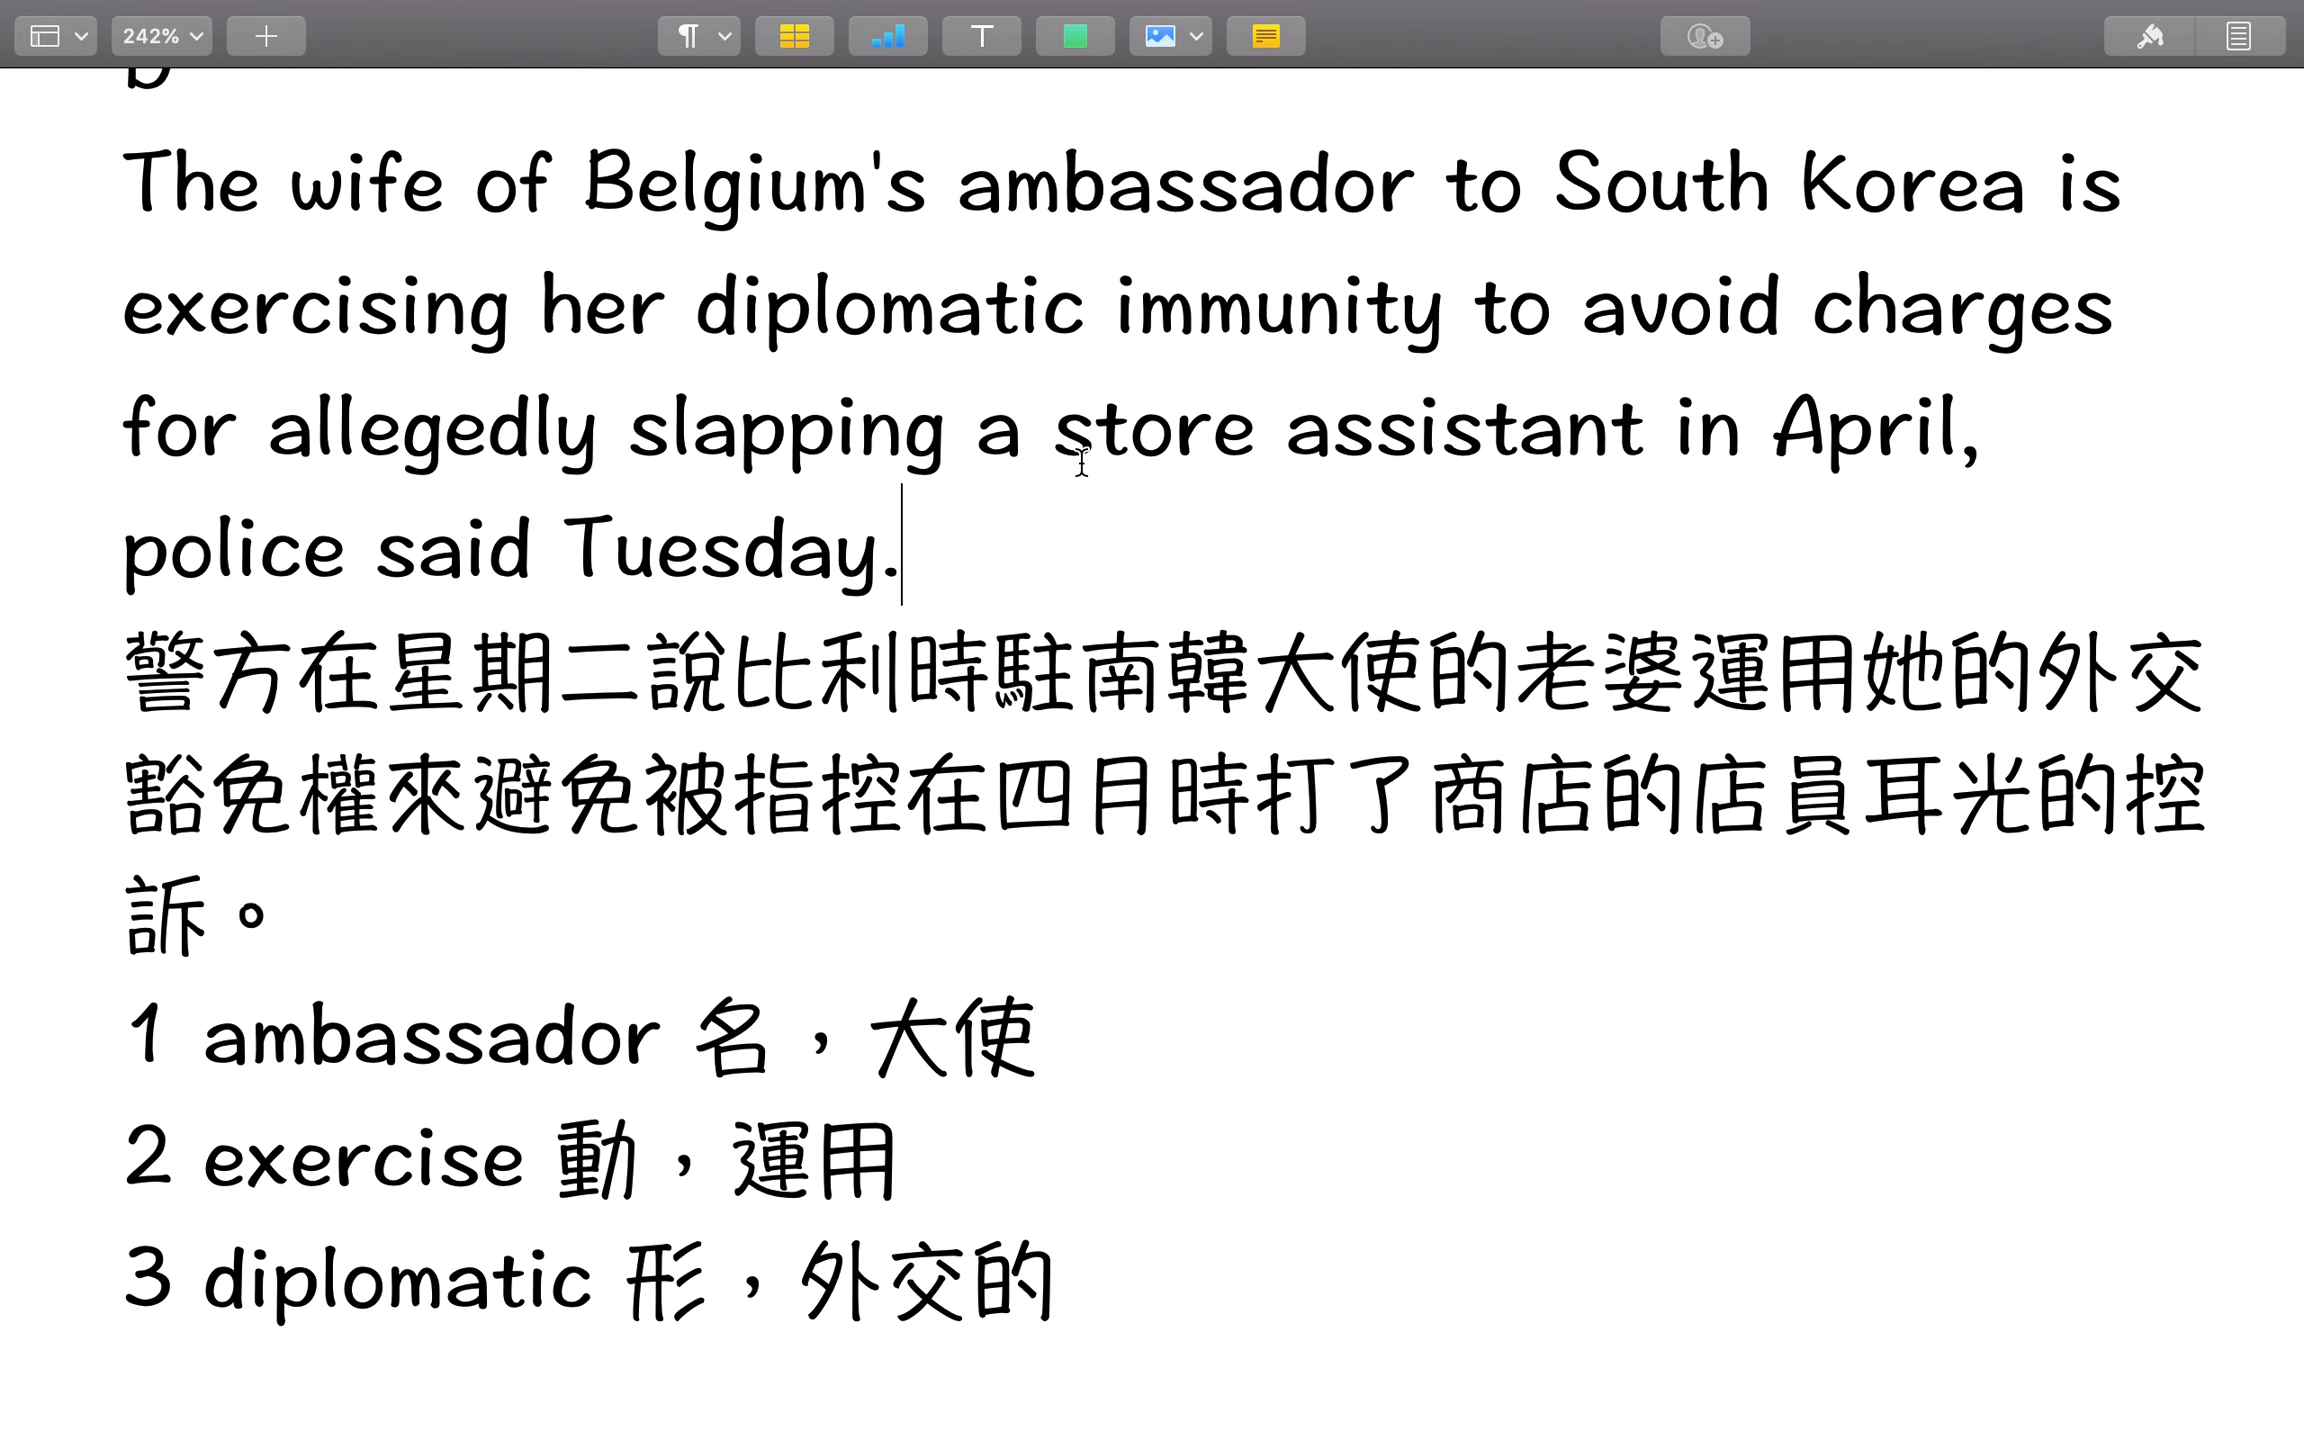 242%
The wife of Belgium's ambassador to South Korea is
exercising her diplomatic immunity to avoid charges
for allegedly slapping a store assistant in April,
police said Tuesday.
警方在星期二說比利時駐南韓大使的老婆運用她的外交
豁免權來避免被指控在四月時打了商店的店員耳光的控
訴。
1 ambassador 名，大使
2 exercise 動，運用
3 diplomatic 形，外交的